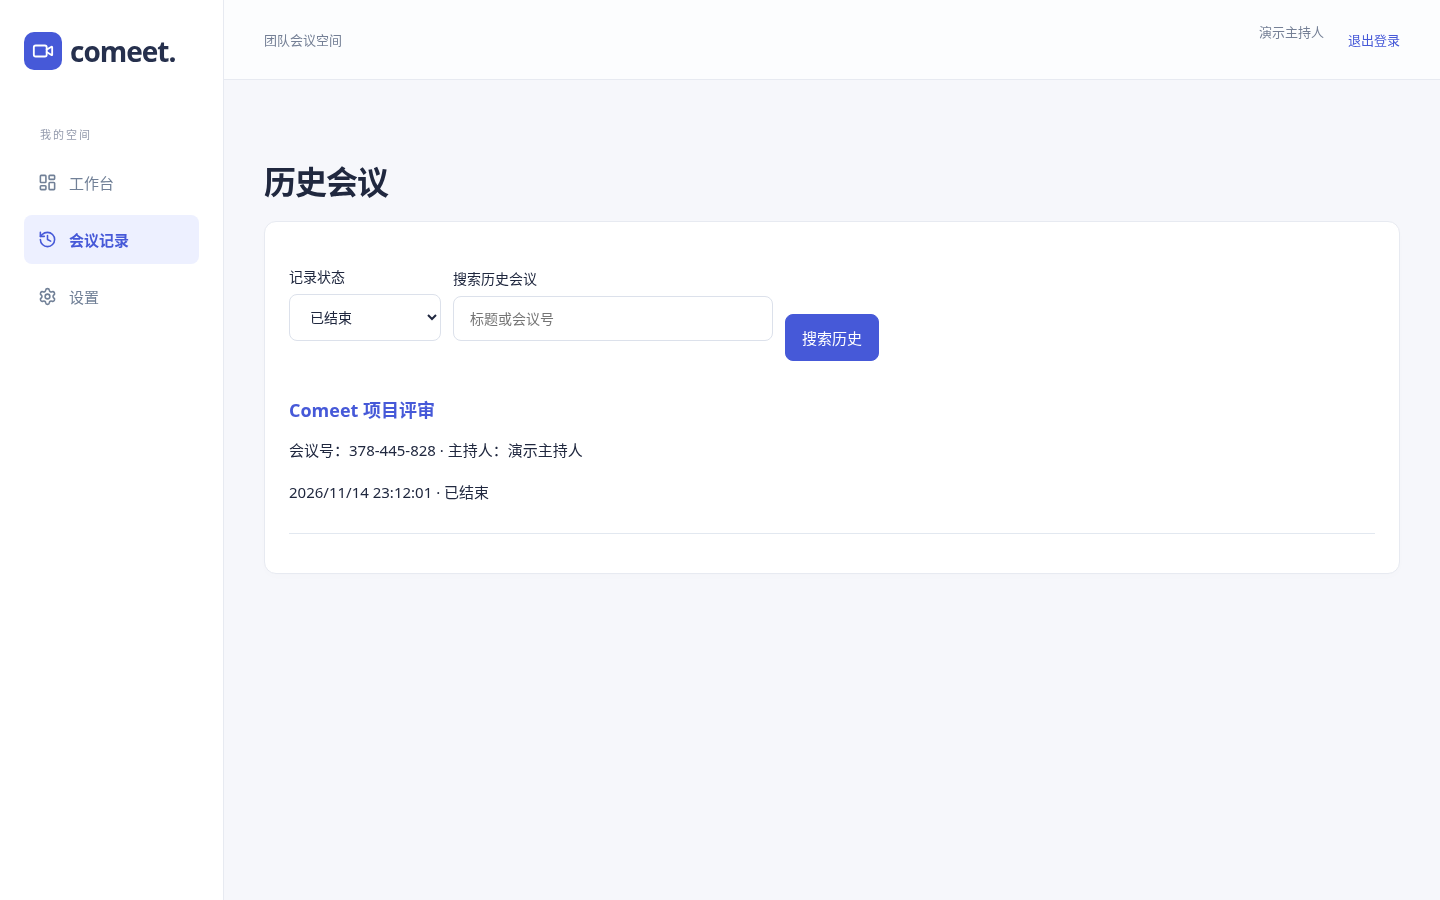 comeet.
我的空间
工作台
会议记录
设置
团队会议空间
演示主持人
退出登录
历史会议
记录状态
搜索历史会议
已结束
标题或会议号
搜索历史
Comeet 项目评审
会议号：378-445-828 · 主持人：演示主持人
2026/11/14 23:12:01 · 已结束